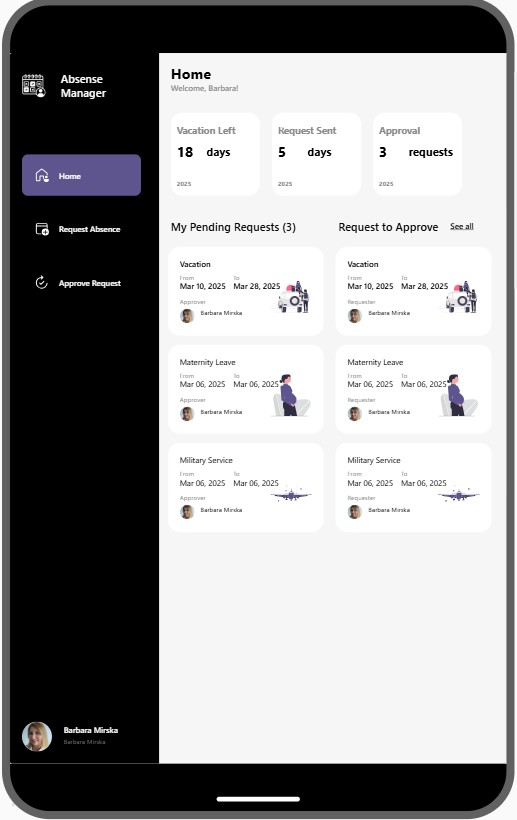 Absense
Manager
Home
Request Absence
Approve Request
Barbara Mirska
Barbara Mirska
Home
Welcome, Barbara!
Vacation Left
18 days
2025
Request Sent
5 days
2025
Approval
3 requests
2025
My Pending Requests (3)
Vacation
From To
Mar 10, 2025 Mar 28, 2025
Approver
Barbara Mirska
Maternity Leave
From To
Mar 06, 2025 Mar 06, 2025
Approver
Barbara Mirska
Military Service
From To
Mar 06, 2025 Mar 06, 2025
Approver
Barbara Mirska
Request to Approve See all
Vacation
From To
Mar 10, 2025 Mar 28, 2025
Requester
Barbara Mirska
Maternity Leave
From To
Mar 06, 2025 Mar 06, 2025
Requester
Barbara Mirska
Military Service
From To
Mar 06, 2025 Mar 06, 2025
Requester
Barbara Mirska